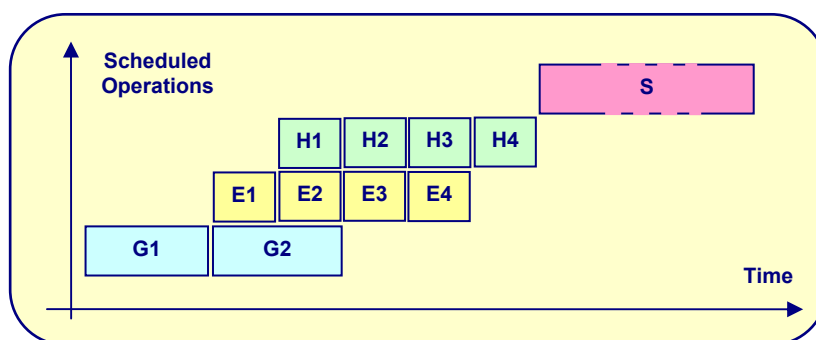 Scheduled
Operations
S
H1 H2 H3 H4
E1 E2 E3 E4
G1 G2
Time